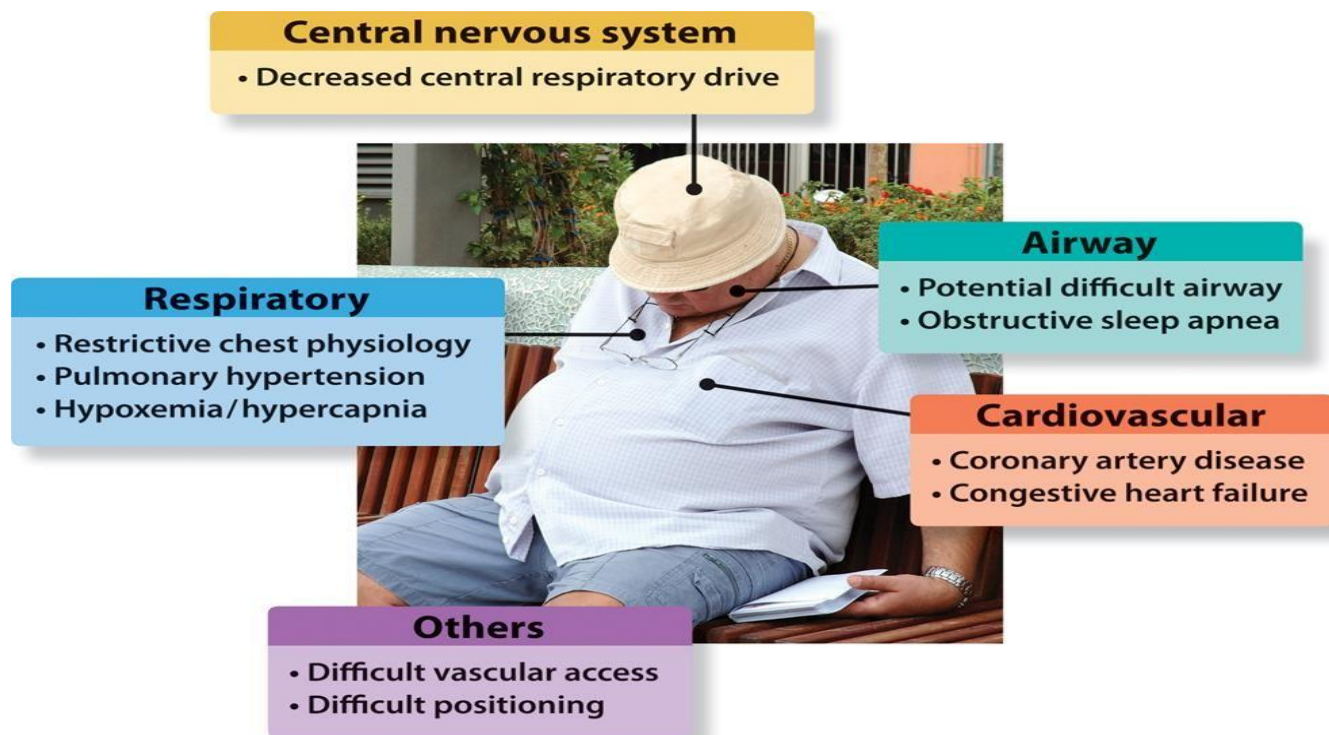 Central nervous system
• Decreased central respiratory drive
Airway
• Potential difficult airway
• Obstructive sleep apnea
Respiratory
• Restrictive chest physiology
• Pulmonary hypertension
• Hypoxemia/hypercapnia
Cardiovascular
• Coronary artery disease
• Congestive heart failure
Others
• Difficult vascular access
• Difficult positioning